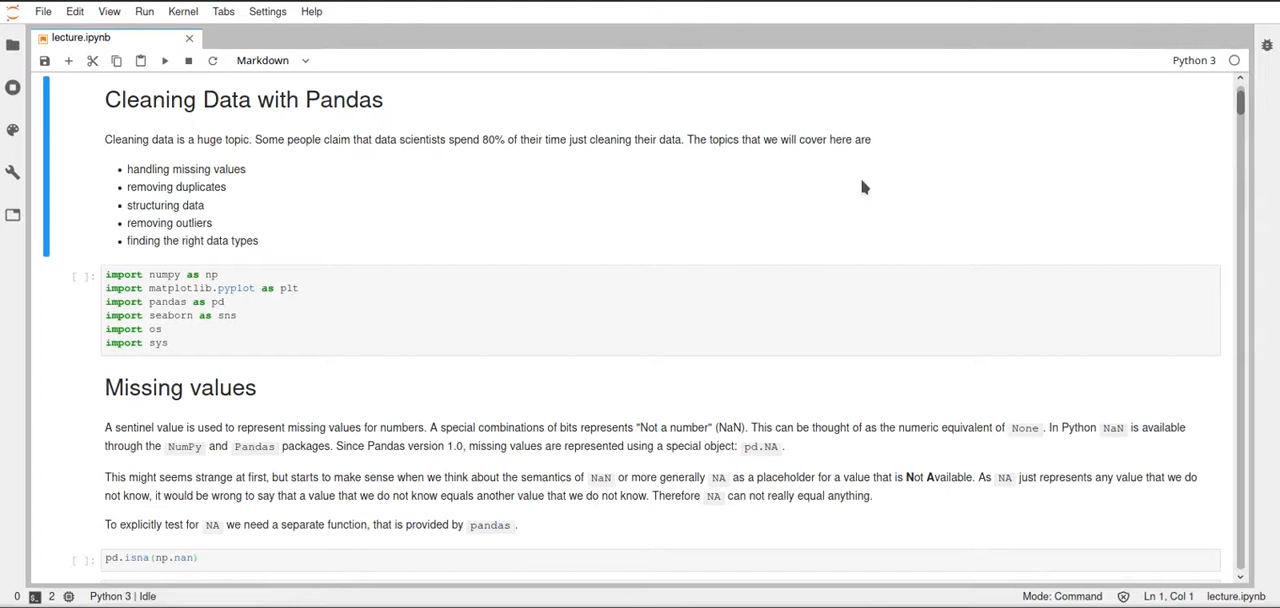 File Edit View Run Kernel Tabs Settings Help
lecture.ipynb
Markdown
Python 3
Cleaning Data with Pandas
Cleaning data is a huge topic. Some people claim that data scientists spend 80% of their time just cleaning their data. The topics that we will cover here are
• handling missing values
• removing duplicates
• structuring data
• removing outliers
• finding the right data types
[ ]: import numpy as np
import matplotlib.pyplot as plt
import pandas as pd
import seaborn as sns
import os
import sys
Missing values
A sentinel value is used to represent missing values for numbers. A special combinations of bits represents "Not a number" (NaN). This can be thought of as the numeric equivalent of None. In Python NaN is available
through the NumPy and Pandas packages. Since Pandas version 1.0, missing values are represented using a special object: pd.NA.
This might seems strange at first, but starts to make sense when we think about the semantics of NaN or more generally NA as a placeholder for a value that is Not Available. As NA just represents any value that we do
not know, it would be wrong to say that a value that we do not know equals another value that we do not know. Therefore NA can not really equal anything.
To explicitly test for NA we need a separate function, that is provided by pandas.
[ ]: pd.isna(np.nan)
0 2 Python 3 | Idle Mode: Command Ln 1, Col 1 lecture.ipynb